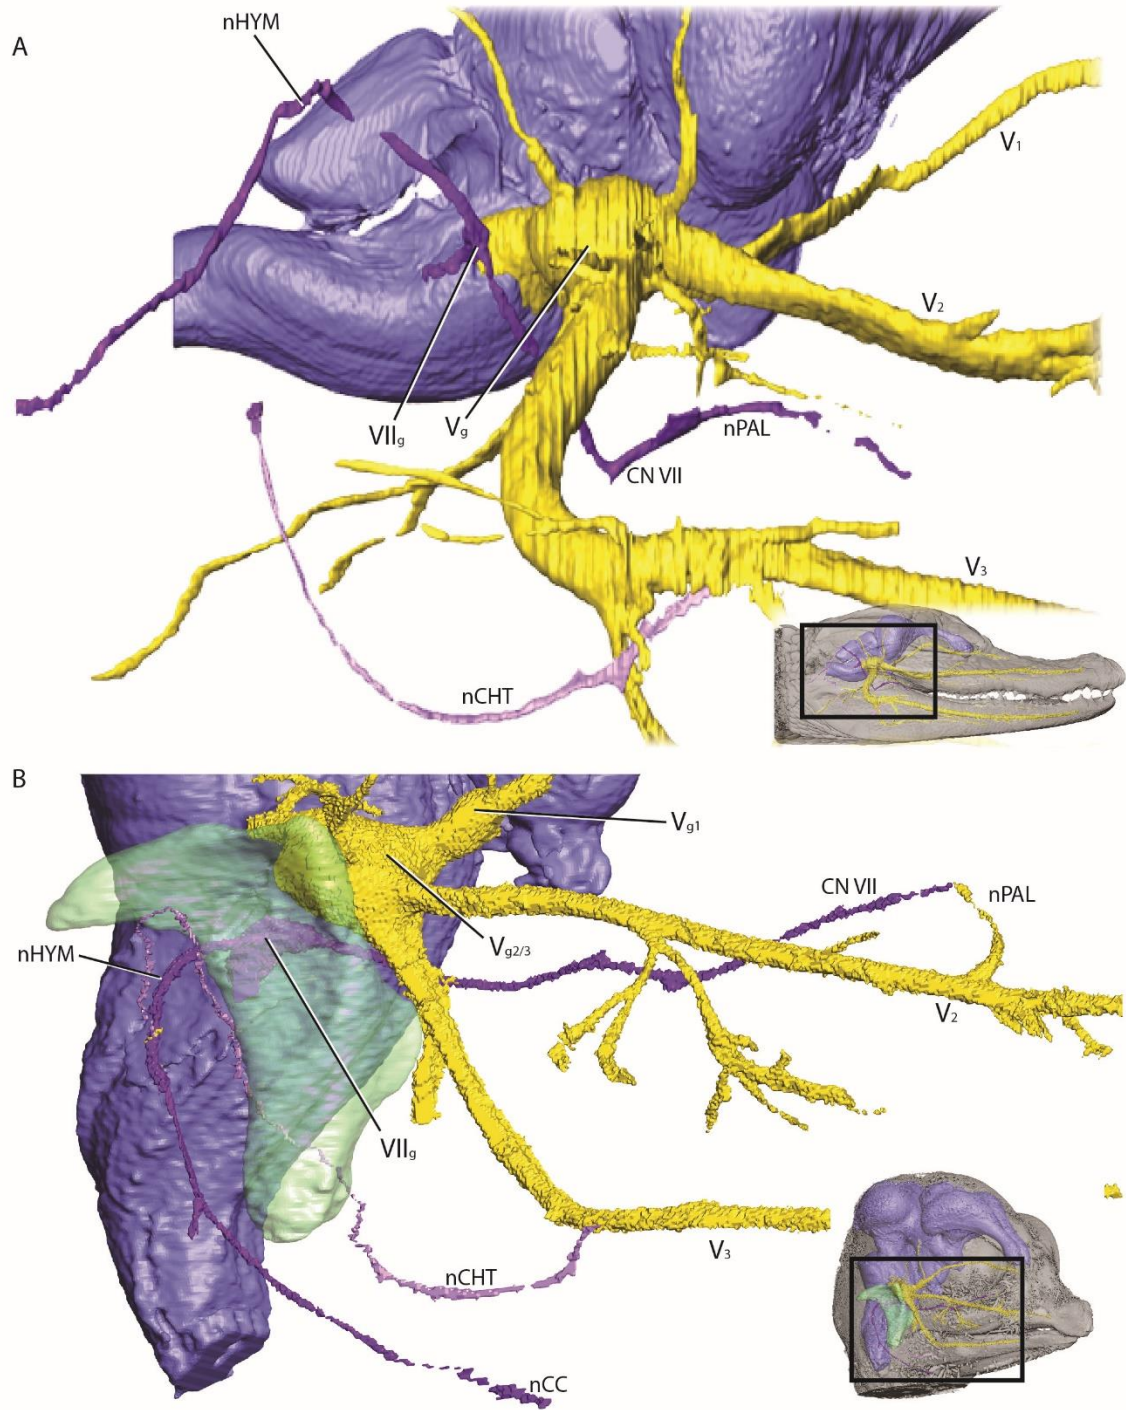 A
nHYM
V1
V2
VIIg
Vg
nPAL
CN VII
V3
nCHT
B
Vg1
CN VII
nPAL
nHYM
Vg2/3
V2
VIIg
V3
nCHT
nCC